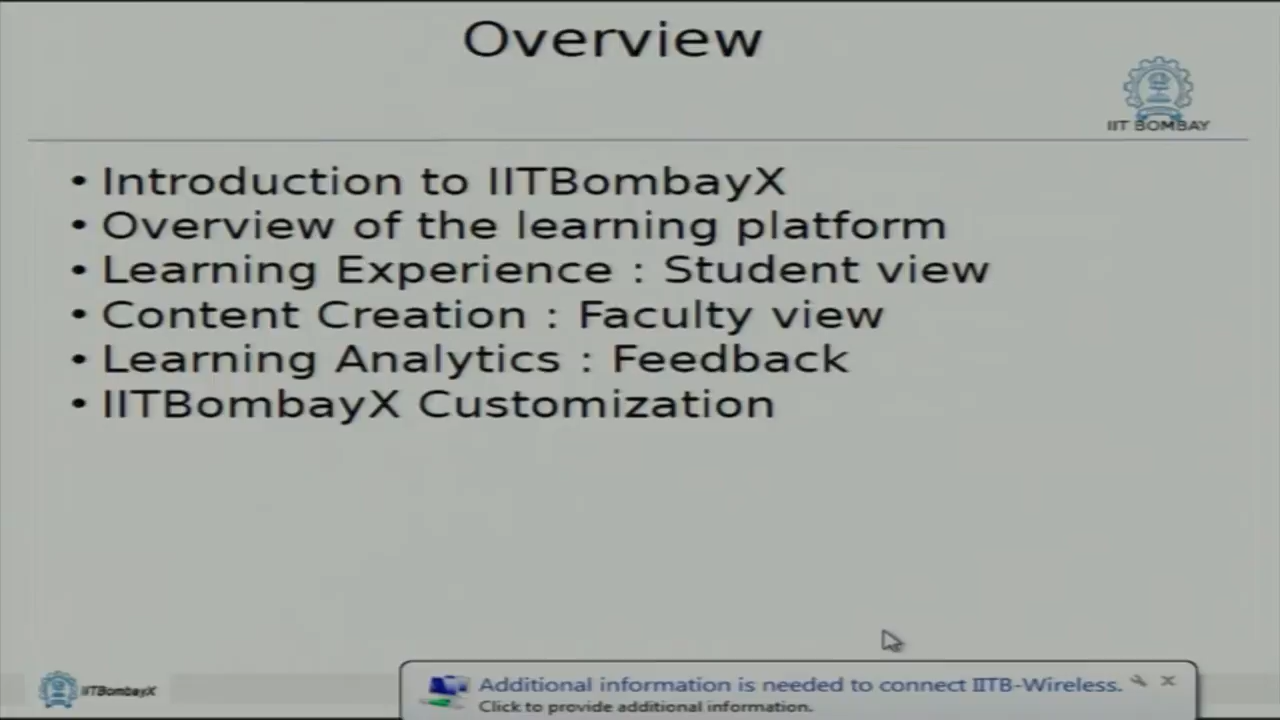 Overview
IIT BOMBAY
• Introduction to IITBombayX
• Overview of the learning platform
• Learning Experience : Student view
• Content Creation : Faculty view
• Learning Analytics : Feedback
• IITBombayX Customization
IITBombayX
Additional information is needed to connect IITB-Wireless.
Click to provide additional information.